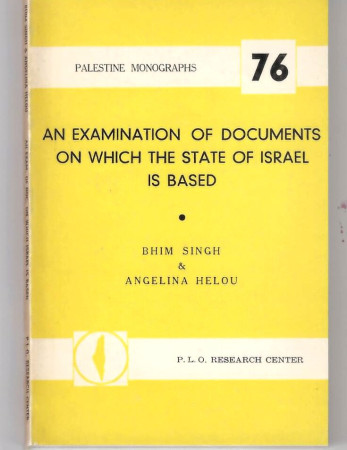 PALESTINE MONOGRAPHS
76
AN EXAMINATION OF DOCUMENTS
ON WHICH THE STATE OF ISRAEL
IS BASED
BHIM SINGH
&
ANGELINA HELOU
P. L. O. RESEARCH CENTER